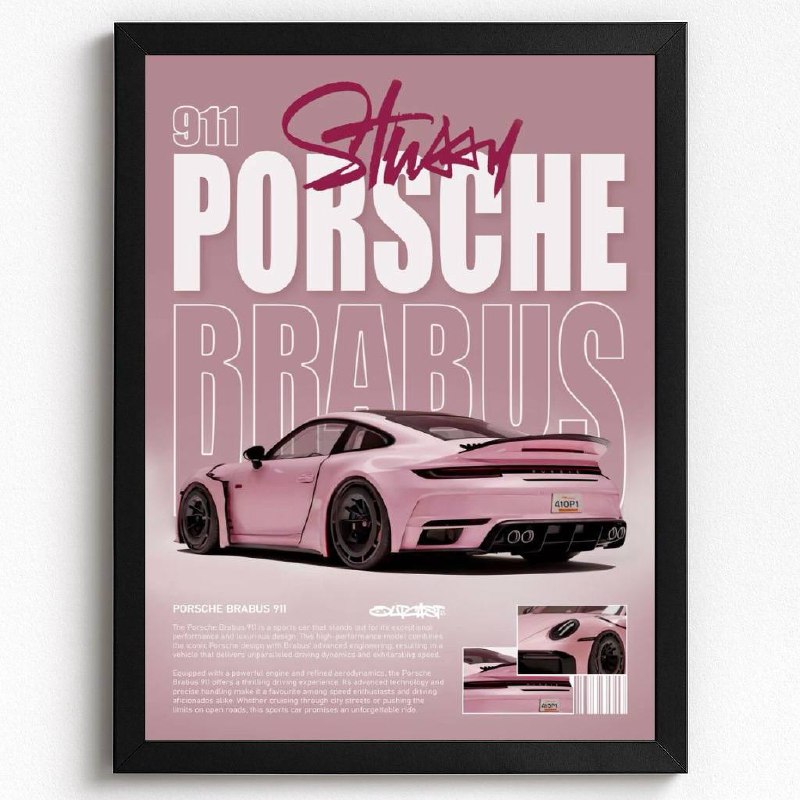 911
Stussy
PORSCHE
BRABUS
410P1
PORSCHE BRABUS 911
OUTCAST
The Porsche Brabus 911 is a sports car that stands out for its exceptional
performance and luxurious design. This high-performance model combines
the iconic Porsche design with Brabus' advanced engineering, resulting in a
vehicle that delivers unparalleled driving dynamics and exhilarating speed.
Equipped with a powerful engine and refined aerodynamics, the Porsche
Brabus 911 offers a thrilling driving experience. Its advanced technology and
precise handling make it a favourite among speed enthusiasts and driving
aficionados alike. Whether cruising through city streets or pushing the
limits on open roads, this sports car promises an unforgettable ride.
410P1